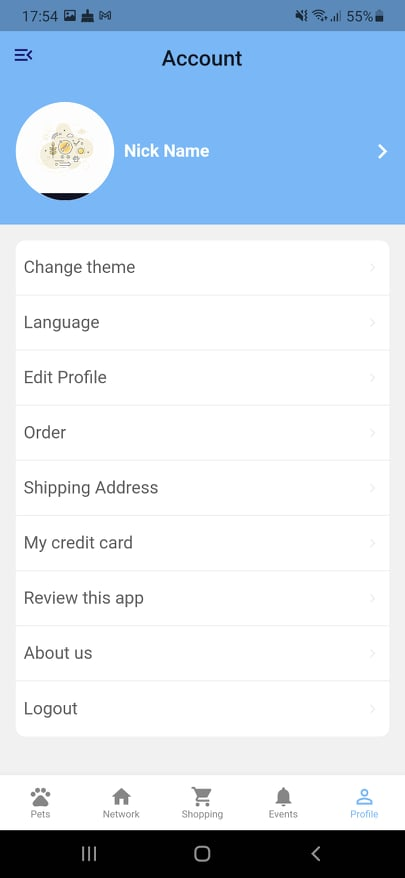 17:54 55%
Account
Nick Name
Change theme
Language
Edit Profile
Order
Shipping Address
My credit card
Review this app
About us
Logout
Pets Network Shopping Events Profile